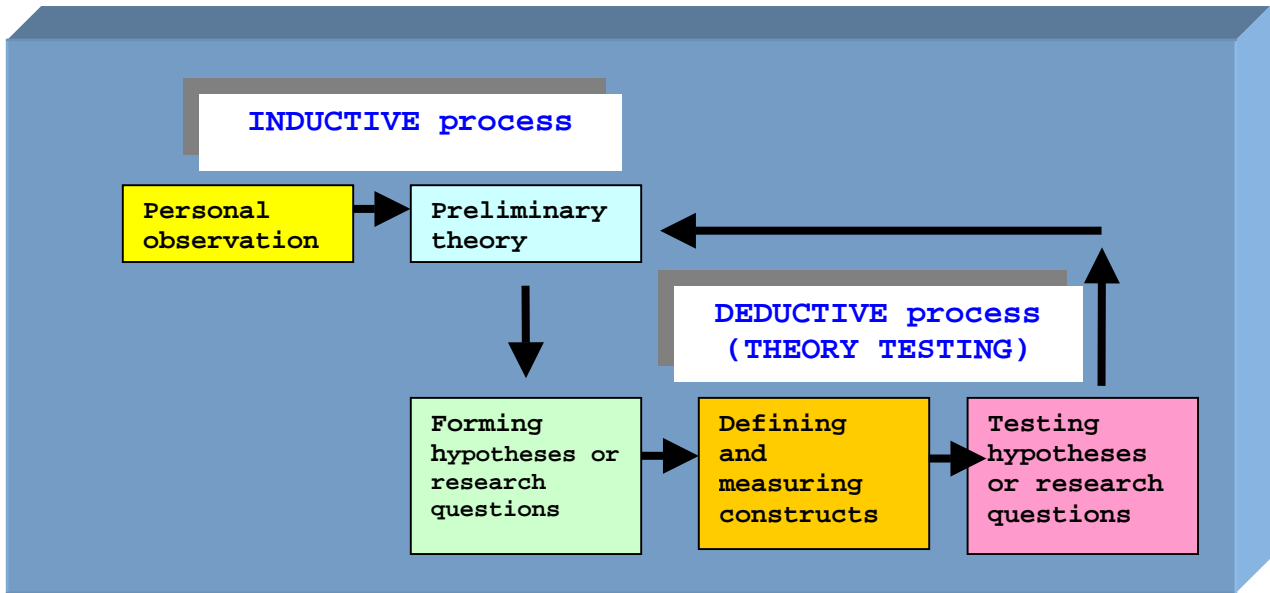 INDUCTIVE process
Personal
observation
Preliminary
theory
DEDUCTIVE process
(THEORY TESTING)
Forming
hypotheses or
research
questions
Defining
and
measuring
constructs
Testing
hypotheses
or research
questions